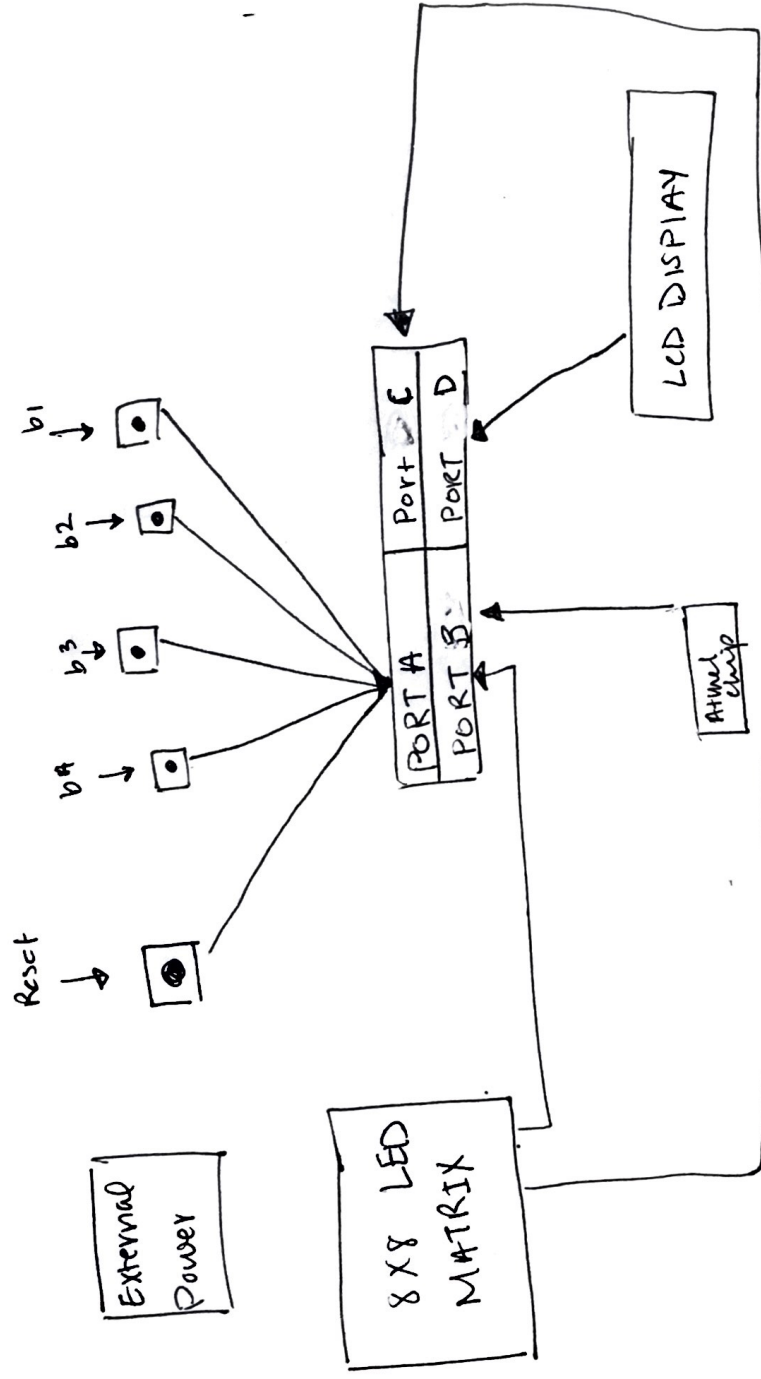 Reset
b4
b3
b2
b1
External
Power
8X8 LED
MATRIX
PORT A
Port C
PORT B
PORT D
Atmel
chip
LCD DISPLAY